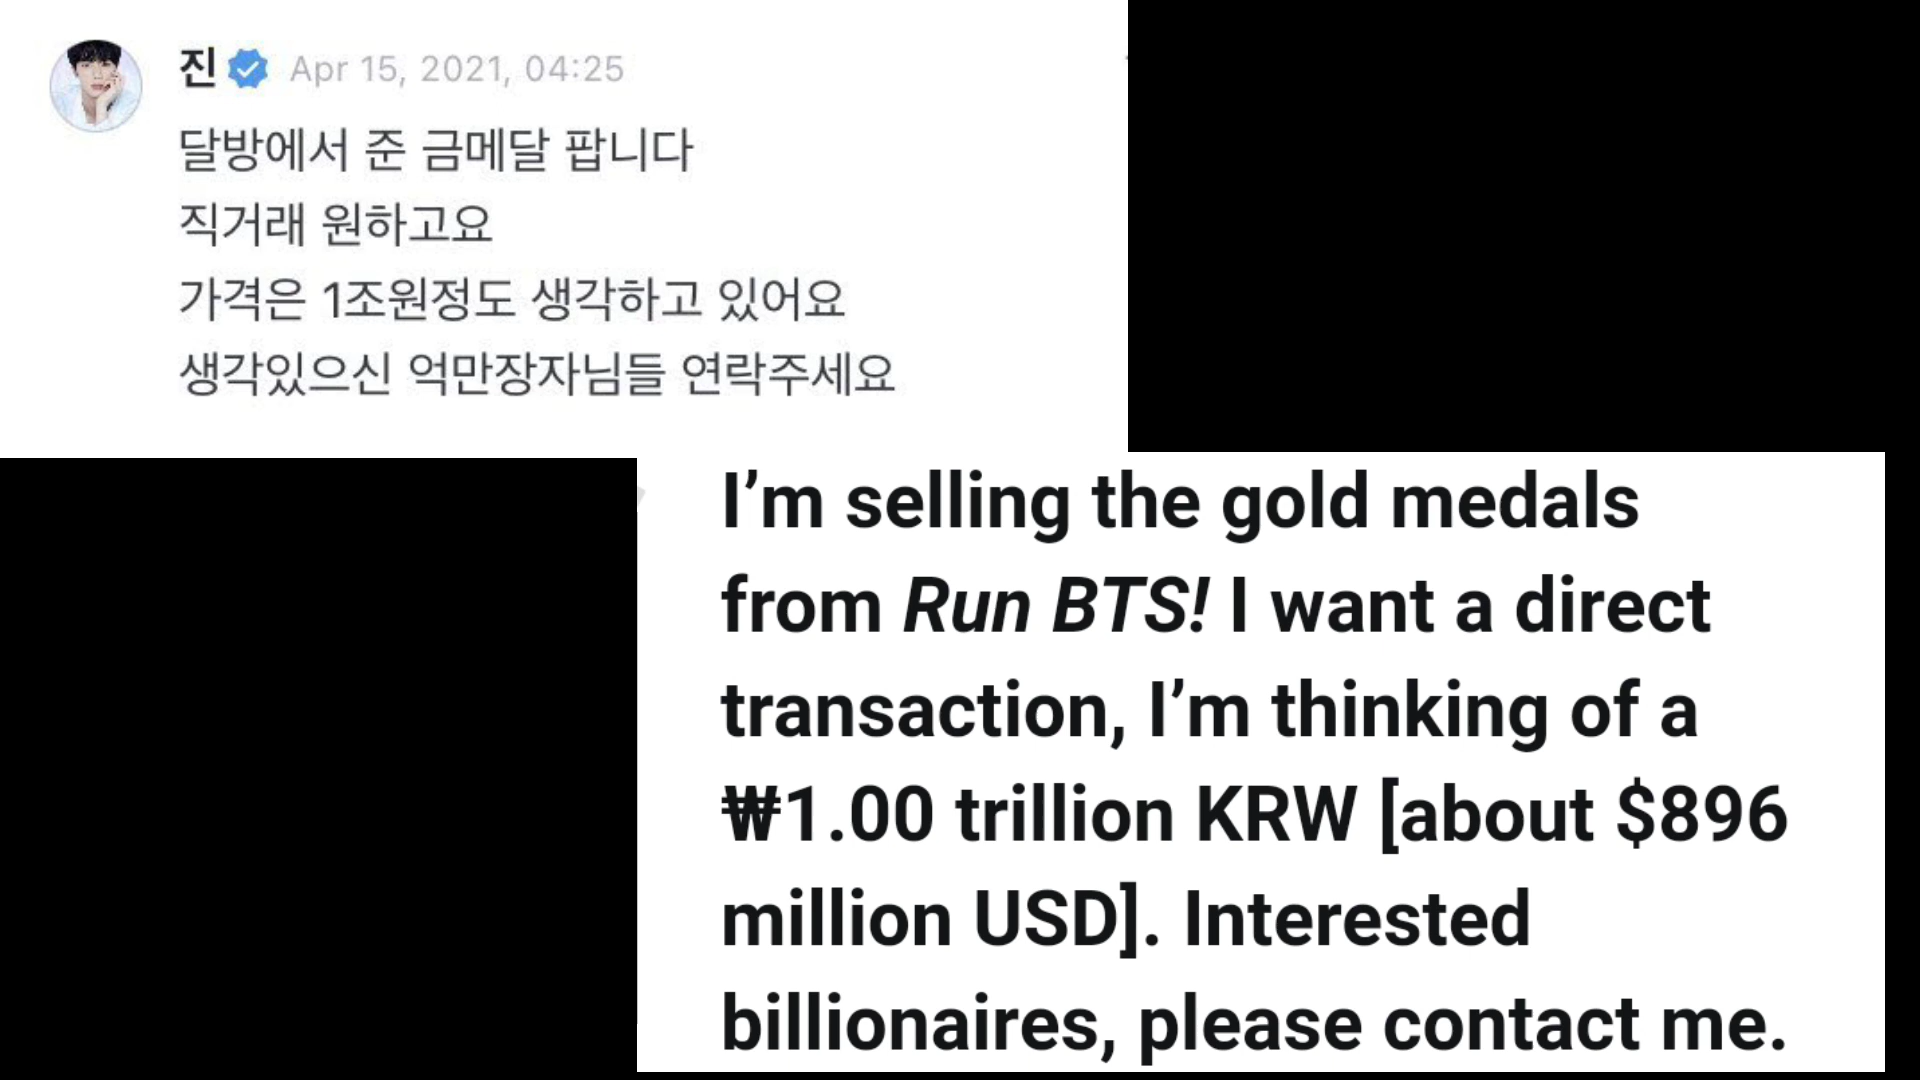 진 Apr 15, 2021, 04:25
달방에서 준 금메달 팝니다
직거래 원하고요
가격은 1조원정도 생각하고 있어요
생각있으신 억만장자님들 연락주세요
I’m selling the gold medals
from Run BTS! I want a direct
transaction, I’m thinking of a
₩1.00 trillion KRW [about $896
million USD]. Interested
billionaires, please contact me.